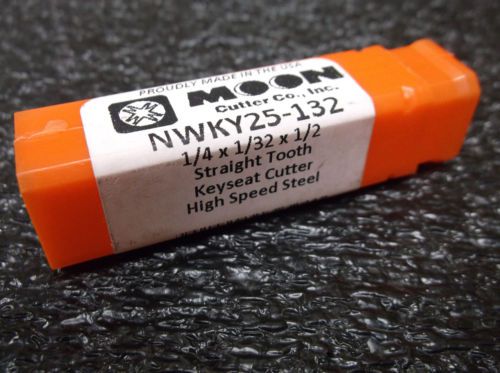 PROUDLY MADE IN THE USA
MOON
Cutter Co., Inc.
NWKY25-132
1/4 x 1/32 x 1/2
Straight Tooth
Keyseat Cutter
High Speed Steel